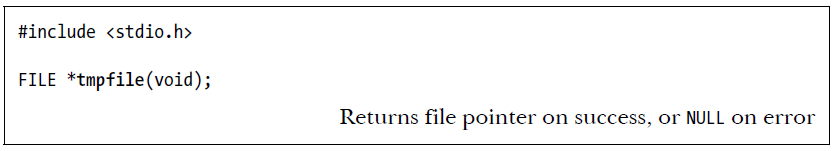 #include <stdio.h>
FILE *tmpfile(void);
Returns file pointer on success, or NULL on error